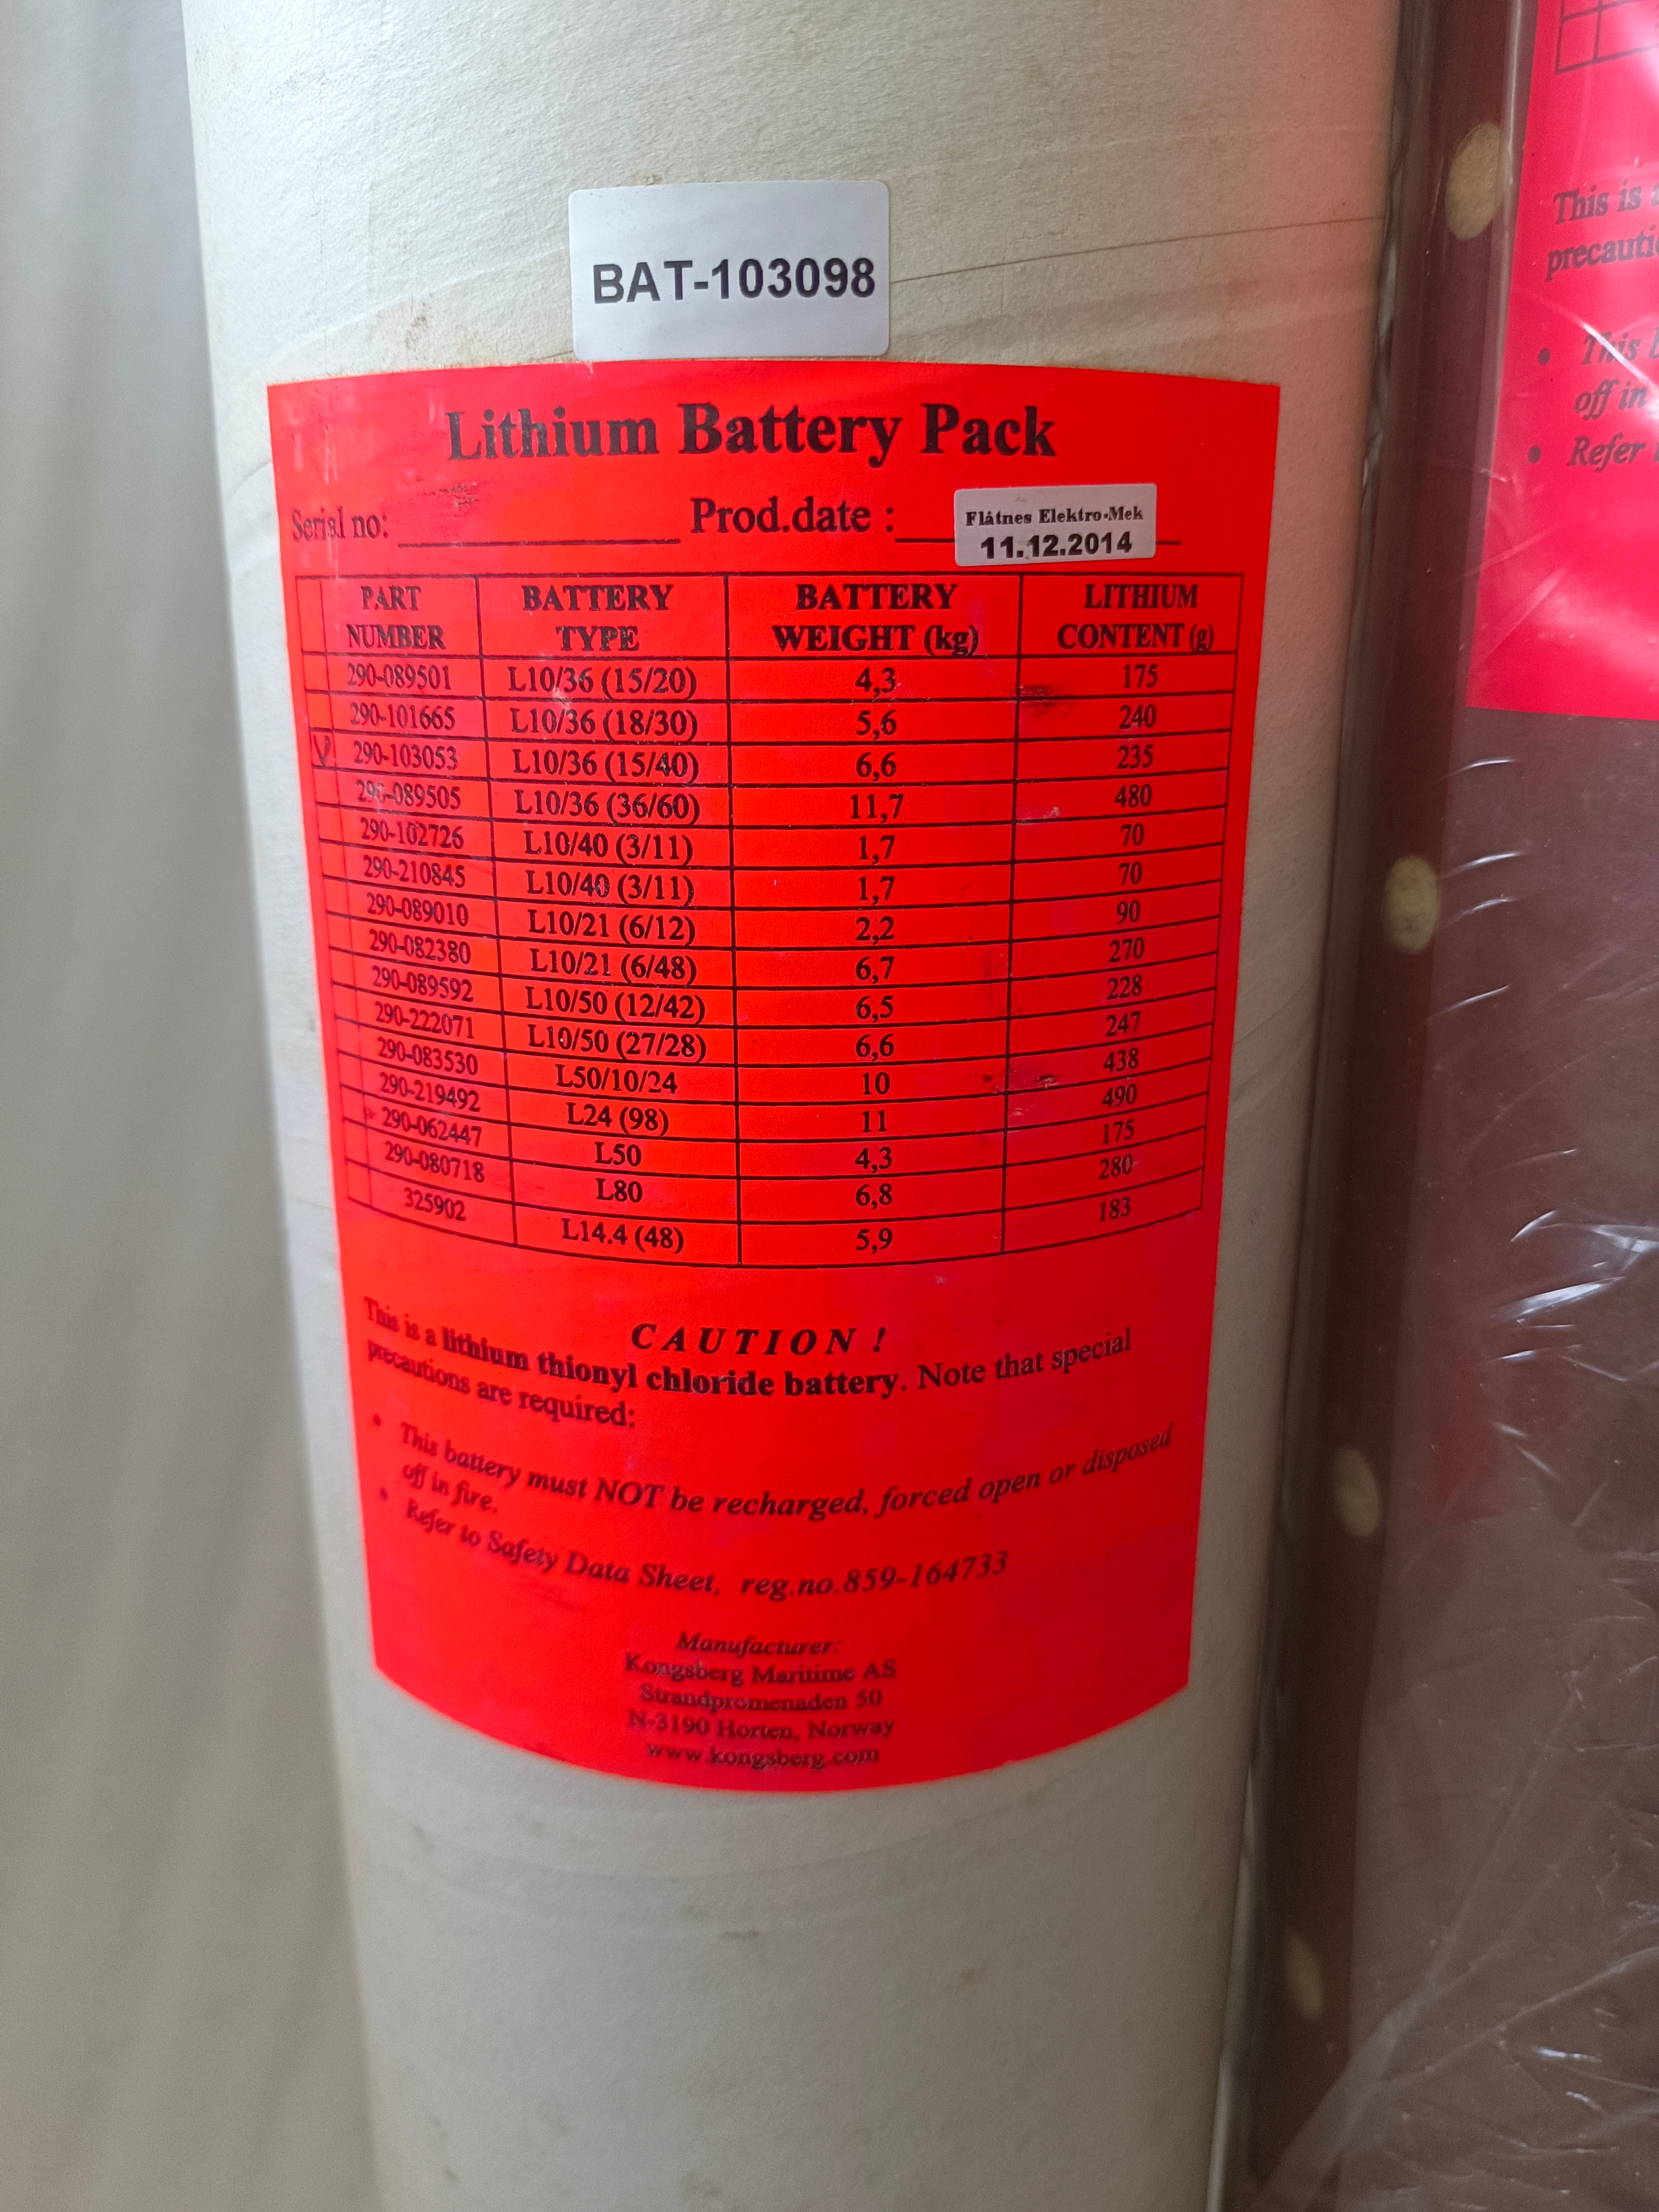 BAT-103098
Lithium Battery Pack
Serial no: Prod.date : Flåtnes Elektro-Mek
11.12.2014
PART NUMBER BATTERY TYPE BATTERY WEIGHT (kg) LITHIUM CONTENT (g)
290-089501 L10/36 (15/20) 4,3 175
290-101665 L10/36 (18/30) 5,6 240
V 290-103053 L10/36 (15/40) 6,6 235
290-089505 L10/36 (36/60) 11,7 480
290-102726 L10/40 (3/11) 1,7 70
290-210845 L10/40 (3/11) 1,7 70
290-089010 L10/21 (6/12) 2,2 90
290-082380 L10/21 (6/48) 6,7 270
290-089592 L10/50 (12/42) 6,5 228
290-222071 L10/50 (27/28) 6,6 247
290-083530 L50/10/24 10 438
290-219492 L24 (98) 11 490
290-062447 L50 4,3 175
290-080718 L80 6,8 280
325902 L14.4 (48) 5,9 183
CAUTION !
This is a lithium thionyl chloride battery. Note that special
precautions are required:
• This battery must NOT be recharged, forced open or disposed
off in fire.
• Refer to Safety Data Sheet, reg.no.859-164733
Manufacturer:
Kongsberg Maritime AS
Strandpromenaden 50
N-3190 Horten, Norway
www.kongsberg.com
This is
• This
off in
• Refer